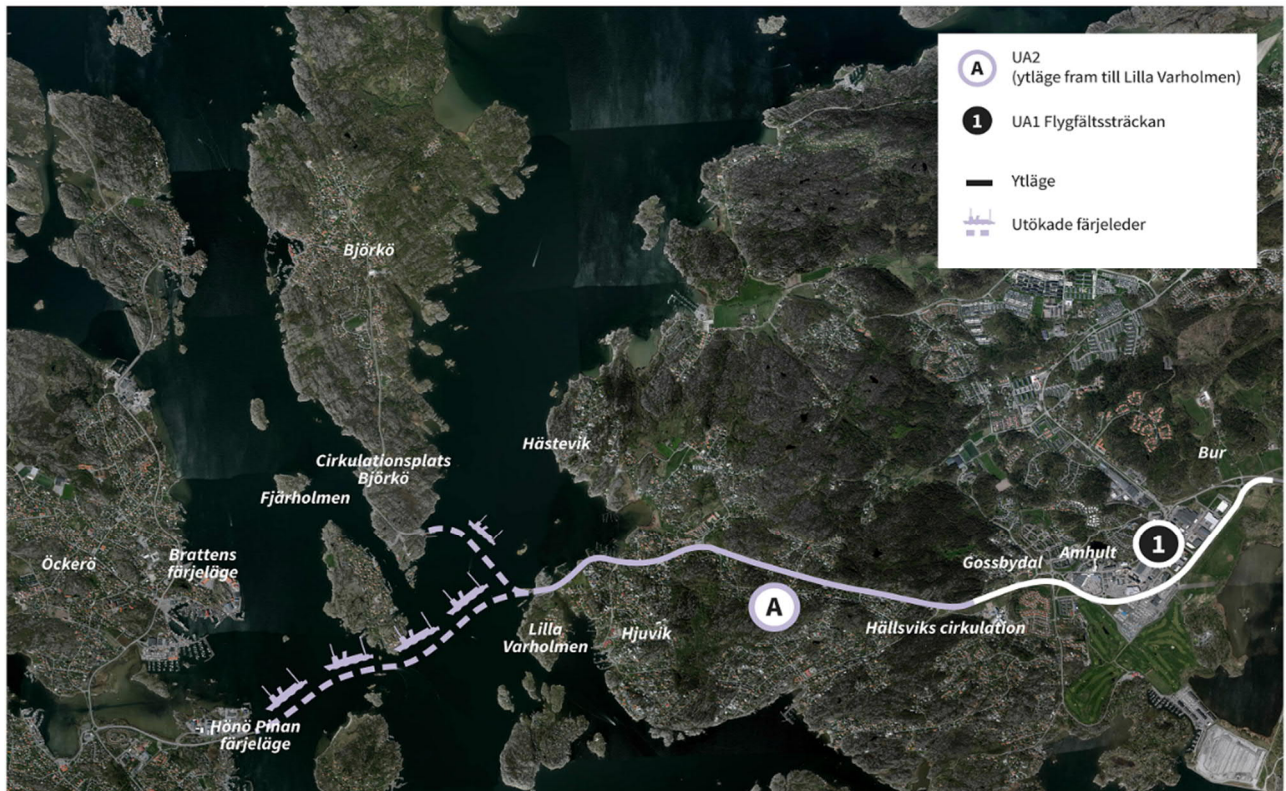 A
UA2
(ytläge fram till Lilla Varholmen)
1
UA1 Flygfältssträckan
Ytläge
Utökade färjeleder
Björkö
Hästevik
Bur
Cirkulationsplats
Björkö
Fjärholmen
Öckerö
Brattens
färjeläge
Gossbydal
Amhult
1
A
Lilla
Varholmen
Hjuvik
Hällsviks cirkulation
Hönö Pinan
färjeläge